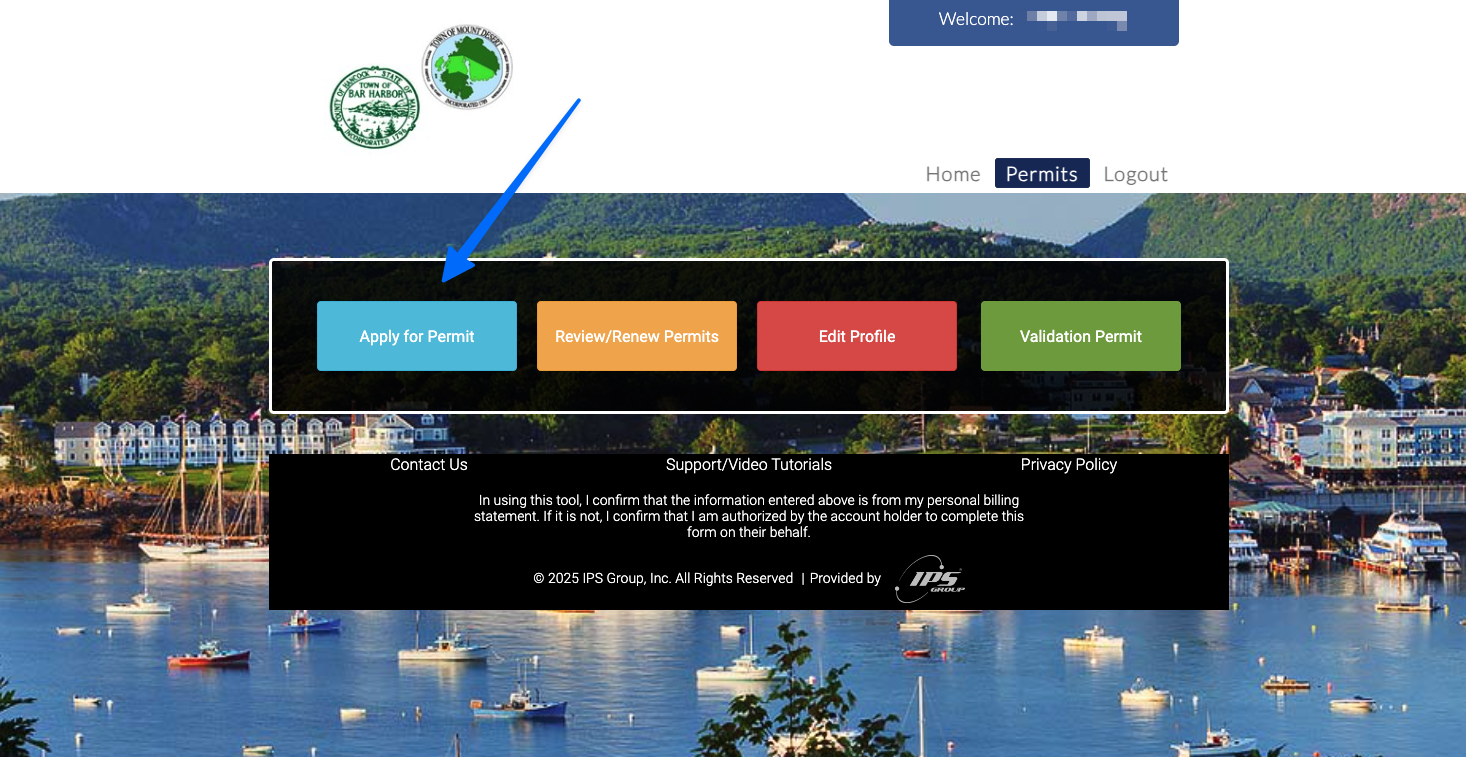 Welcome:
TOWN OF MOUNT DESERT
INCORPORATED 1789
COUNTY OF HANCOCK · STATE OF MAINE
TOWN OF
BAR HARBOR
INCORPORATED 1796
Home
Permits
Logout
Apply for Permit
Review/Renew Permits
Edit Profile
Validation Permit
Contact Us
Support/Video Tutorials
Privacy Policy
In using this tool, I confirm that the information entered above is from my personal billing
statement. If it is not, I confirm that I am authorized by the account holder to complete this
form on their behalf.
© 2025 IPS Group, Inc. All Rights Reserved | Provided by
IPS
GROUP